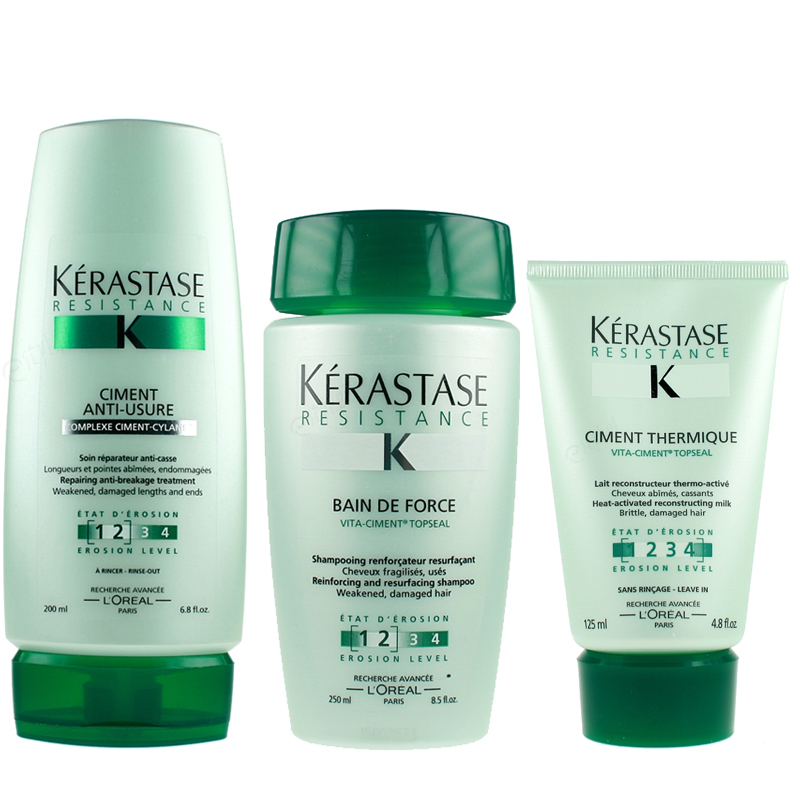 KÉRASTASE
RESISTANCE
K
CIMENT
ANTI-USURE
COMPLEXE CIMENT-CYLANE
Soin réparateur anti-casse
Longueurs et pointes abîmées, endommagées
Repairing anti-breakage treatment
Weakened, damaged lengths and ends
ÉTAT D'ÉROSION
[1 2] 3 4
EROSION LEVEL
À RINCER - RINSE-OUT
RECHERCHE AVANCÉE
L'ORÉAL
PARIS
200 ml 6.8 fl.oz.
KÉRASTASE
RESISTANCE
K
BAIN DE FORCE
VITA-CIMENT® TOPSEAL
Shampooing renforçateur resurfaçant
Cheveux fragilisés, usés
Reinforcing and resurfacing shampoo
Weakened, damaged hair
ÉTAT D'ÉROSION
[1 2] 3 4
EROSION LEVEL
RECHERCHE AVANCÉE
L'ORÉAL
PARIS
250 ml 8.5 fl.oz.
KÉRASTASE
RESISTANCE
K
CIMENT THERMIQUE
VITA-CIMENT® TOPSEAL
Lait reconstructeur thermo-activé
Cheveux abîmés, cassants
Heat-activated reconstructing milk
Brittle, damaged hair
ÉTAT D'ÉROSION
2 3 4
EROSION LEVEL
SANS RINÇAGE - LEAVE IN
RECHERCHE AVANCÉE
L'ORÉAL
PARIS
125 ml 4.8 fl.oz.